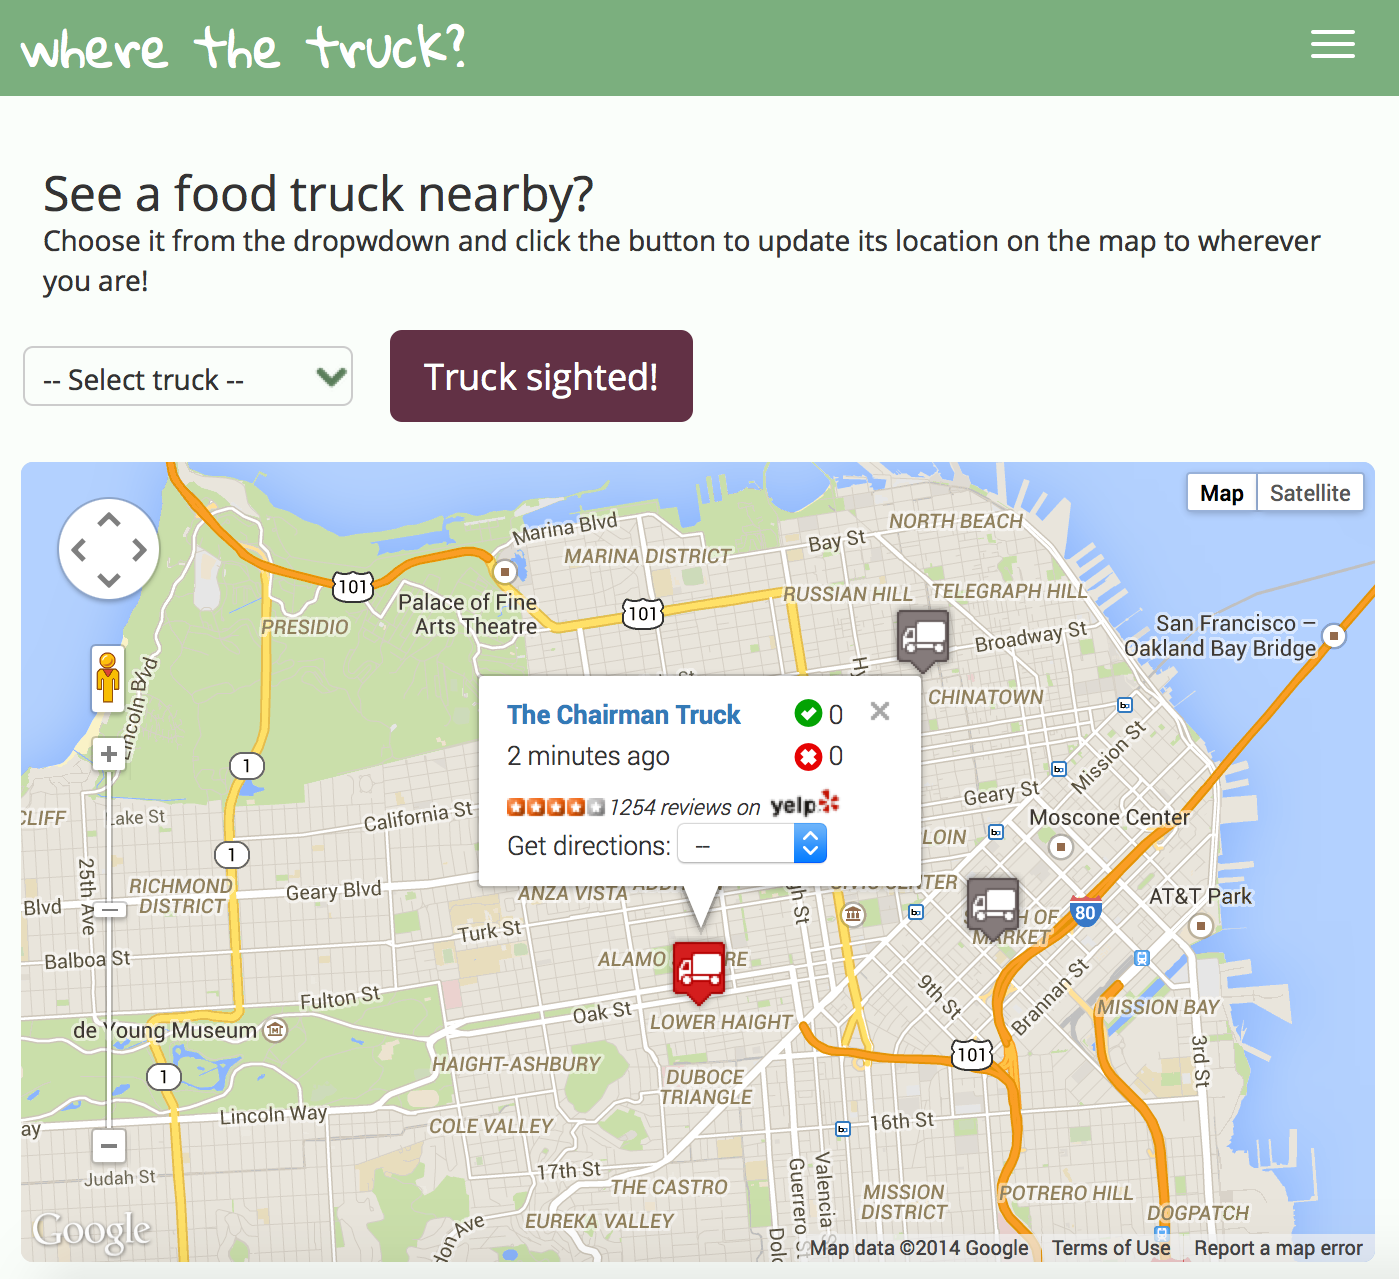 where the truck?
See a food truck nearby?
Choose it from the dropwdown and click the button to update its location on the map to wherever
you are!
-- Select truck --
Truck sighted!
Map
Satellite
NORTH BEACH
Marina Blvd
Bay St
MARINA DISTRICT
101
RUSSIAN HILL
TELEGRAPH HILL
Palace of Fine
Arts Theatre
101
PRESIDIO
San Francisco –
Oakland Bay Bridge
Broadway St
Lincoln Blvd
CHINATOWN
The Chairman Truck
0
2 minutes ago
0
1254 reviews on yelp
Get directions: --
Mission St
1
Geary St
California St
Lake St
Moscone Center
1
25th Ave
RICHMOND
DISTRICT
Geary Blvd
ANZA VISTA
AT&T Park
Blvd
80
MARKET
Turk St
Balboa St
9th St
Fulton St
Oak St
Brannan St
MISSION BAY
LOWER HAIGHT
de Young Museum
3rd St
101
HAIGHT-ASHBURY
1
DUBOCE
TRIANGLE
Lincoln Way
COLE VALLEY
16th St
17th St
Judah St
THE CASTRO
Guerrero S
Valencia S
MISSION
DISTRICT
POTRERO HILL
EUREKA VALLEY
DOGPATCH
Google
Map data ©2014 Google
Terms of Use
Report a map error